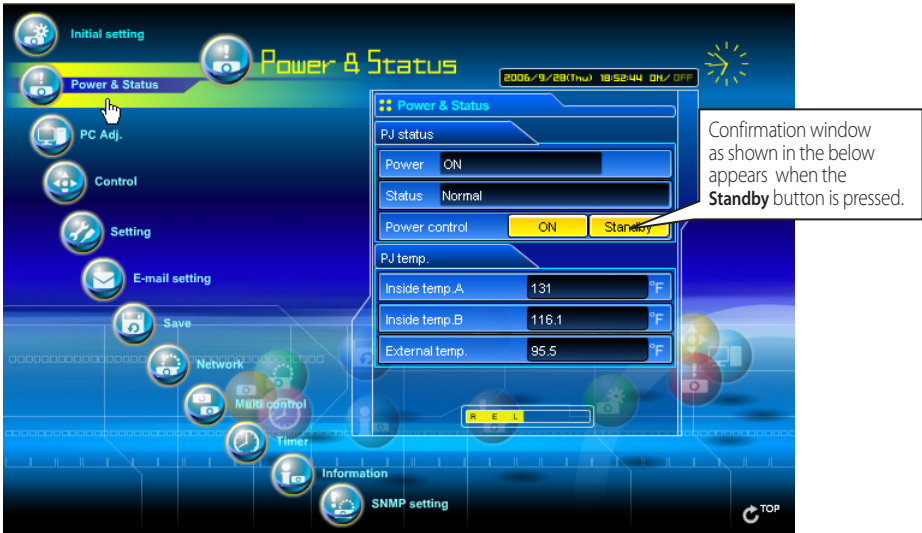 Initial setting
Power & Status
Power & Status
2006/9/28(Thu) 18:52:44 ON/ OFF
PC Adj.
Control
Setting
E-mail setting
Save
Network
Multi control
Timer
Information
SNMP setting
Power & Status
PJ status
Power ON
Status Normal
Power control ON Standby
PJ temp.
Inside temp.A 131 °F
Inside temp.B 116.1 °F
External temp. 95.5 °F
R E L
TOP
Confirmation window
as shown in the below
appears when the
Standby button is pressed.